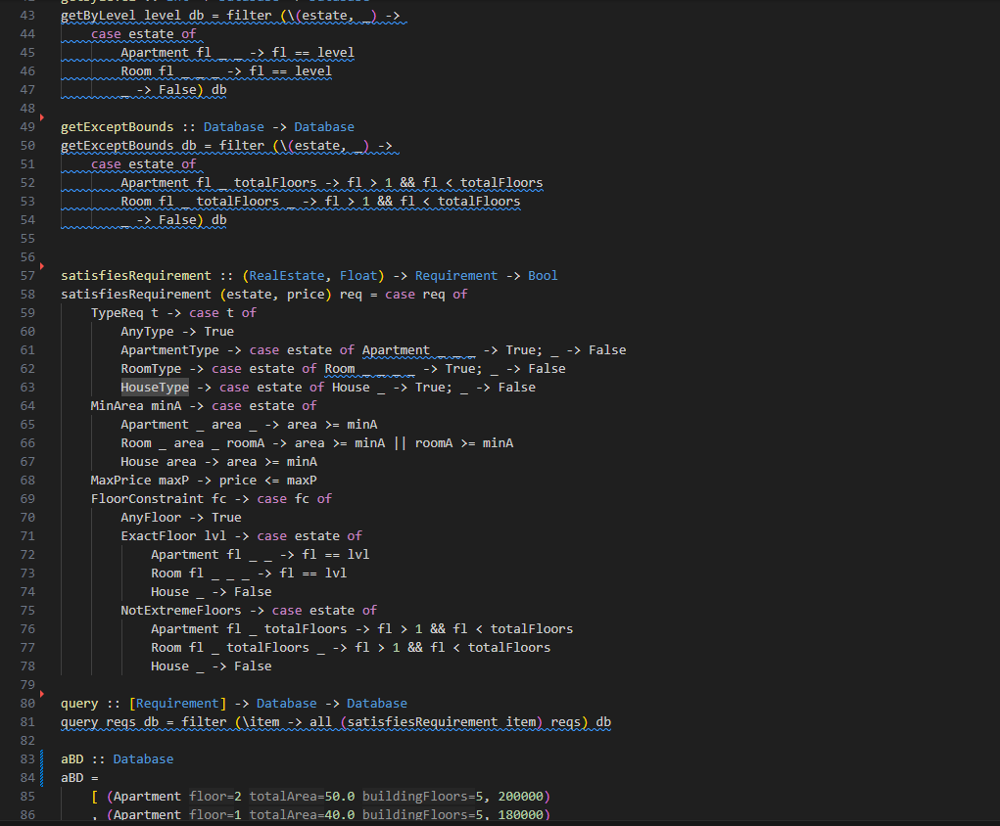 43 getByLevel level db = filter (\(estate, _) ->
44     case estate of
45         Apartment fl _ _ -> fl == level
46         Room fl _ _ _ -> fl == level
47         _ -> False) db
48
49 getExceptBounds :: Database -> Database
50 getExceptBounds db = filter (\(estate, _) ->
51     case estate of
52         Apartment fl _ totalFloors -> fl > 1 && fl < totalFloors
53         Room fl _ totalFloors _ -> fl > 1 && fl < totalFloors
54         _ -> False) db
55
56
57 satisfiesRequirement :: (RealEstate, Float) -> Requirement -> Bool
58 satisfiesRequirement (estate, price) req = case req of
59     TypeReq t -> case t of
60         AnyType -> True
61         ApartmentType -> case estate of Apartment _ _ _ -> True; _ -> False
62         RoomType -> case estate of Room _ _ _ _ -> True; _ -> False
63         HouseType -> case estate of House _ -> True; _ -> False
64     MinArea minA -> case estate of
65         Apartment _ area _ -> area >= minA
66         Room _ area _ roomA -> area >= minA || roomA >= minA
67         House area -> area >= minA
68     MaxPrice maxP -> price <= maxP
69     FloorConstraint fc -> case fc of
70         AnyFloor -> True
71         ExactFloor lvl -> case estate of
72             Apartment fl _ _ -> fl == lvl
73             Room fl _ _ _ -> fl == lvl
74             House _ -> False
75         NotExtremeFloors -> case estate of
76             Apartment fl _ totalFloors -> fl > 1 && fl < totalFloors
77             Room fl _ totalFloors _ -> fl > 1 && fl < totalFloors
78             House _ -> False
79
80 query :: [Requirement] -> Database -> Database
81 query reqs db = filter (\item -> all (satisfiesRequirement item) reqs) db
82
83 aBD :: Database
84 aBD =
85     [ (Apartment floor=2 totalArea=50.0 buildingFloors=5, 200000)
86     , (Apartment floor=1 totalArea=40.0 buildingFloors=5, 180000)